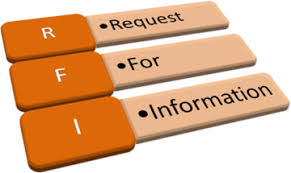 R •Request
F •For
I •Information